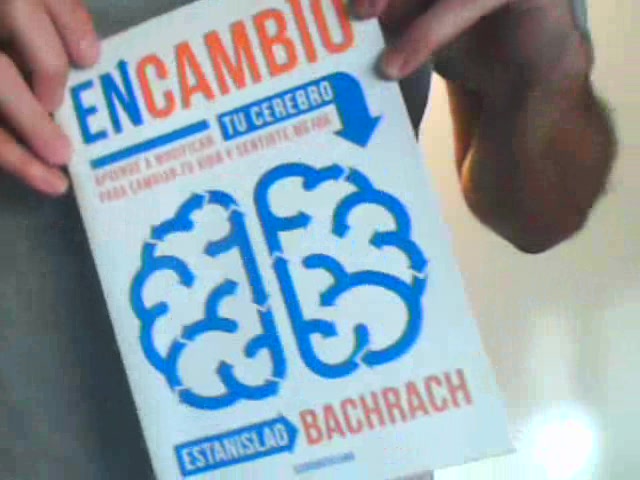 ENCAMBIO
APRENDE A MODIFICAR TU CEREBRO
PARA CAMBIAR TU VIDA Y SENTIRTE MEJOR
ESTANISLAO BACHRACH